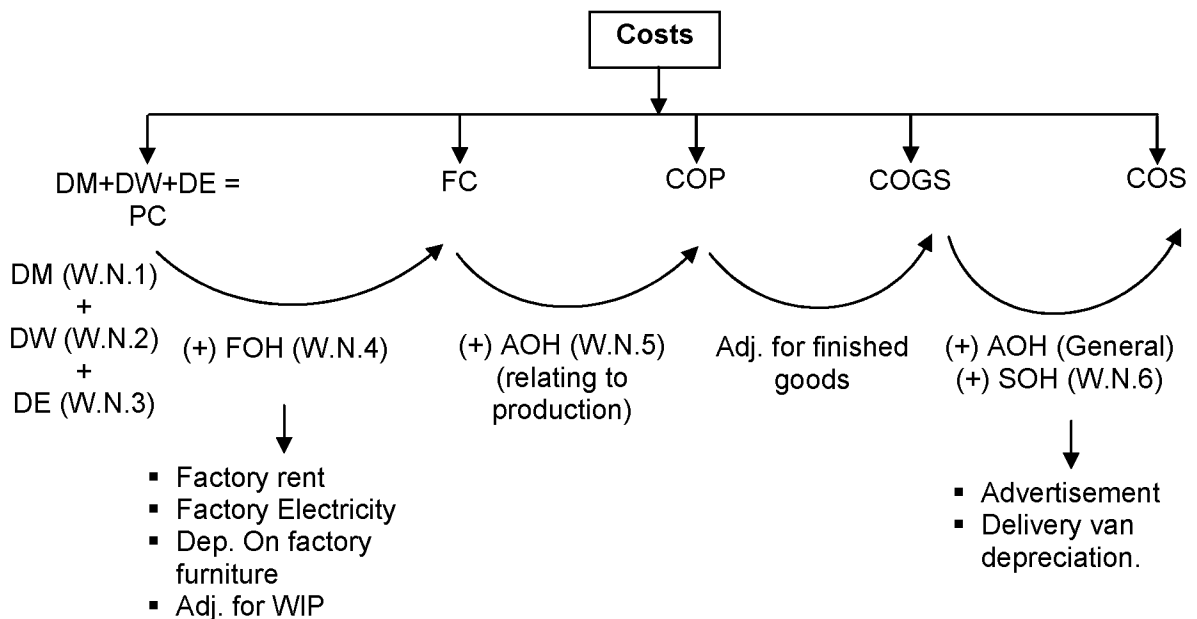 Costs
DM+DW+DE =
PC
FC
COP
COGS
COS
DM (W.N.1)
+
DW (W.N.2)
+
DE (W.N.3)
(+) FOH (W.N.4)
(+) AOH (W.N.5)
(relating to
production)
Adj. for finished
goods
(+) AOH (General)
(+) SOH (W.N.6)
▪ Factory rent
▪ Factory Electricity
▪ Dep. On factory
furniture
▪ Adj. for WIP
▪ Advertisement
▪ Delivery van
depreciation.